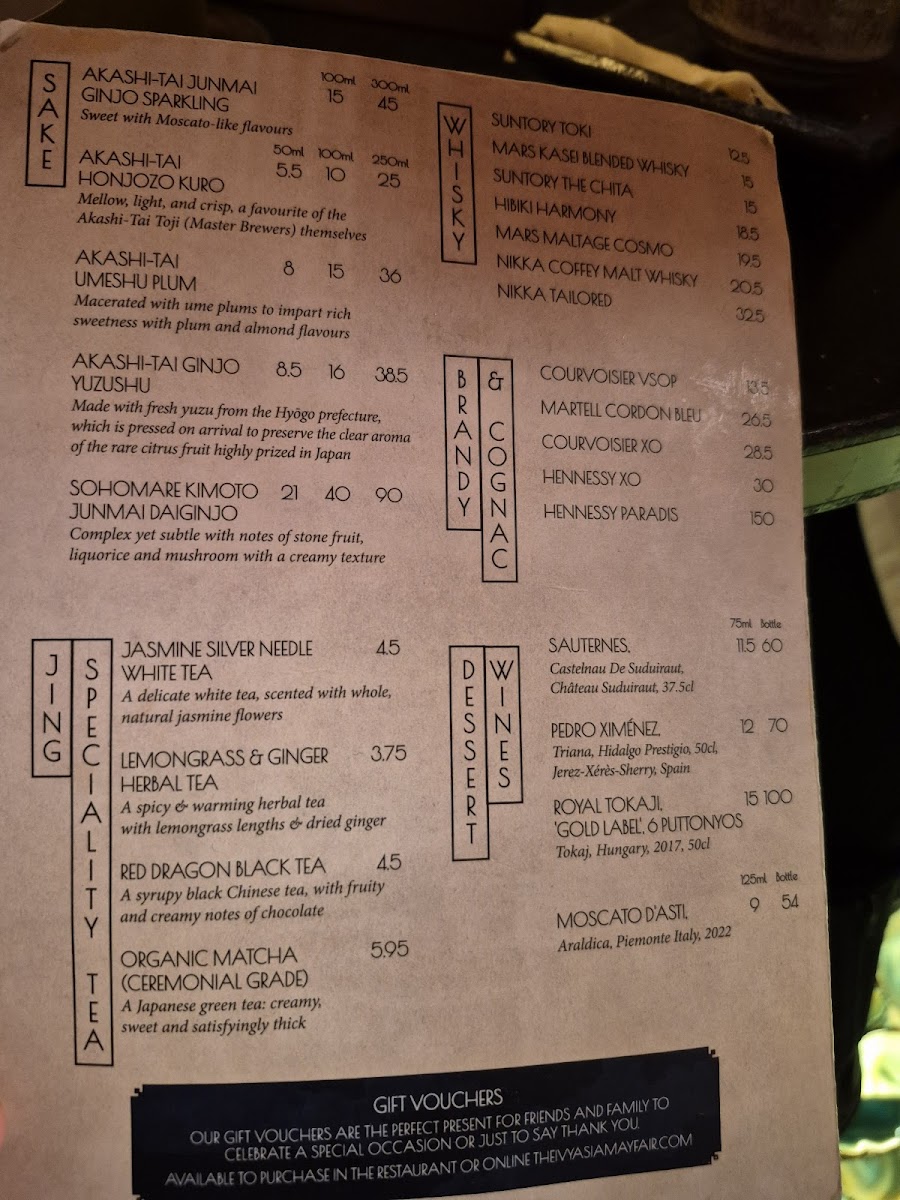 SAKE
100ml 300ml
AKASHI-TAI JUNMAI 15 45
GINJO SPARKLING
Sweet with Moscato-like flavours
50ml 100ml 250ml
AKASHI-TAI 5.5 10 25
HONJOZO KURO
Mellow, light, and crisp, a favourite of the
Akashi-Tai Toji (Master Brewers) themselves
AKASHI-TAI 8 15 36
UMESHU PLUM
Macerated with ume plums to impart rich
sweetness with plum and almond flavours
AKASHI-TAI GINJO 8.5 16 38.5
YUZUSHU
Made with fresh yuzu from the Hyōgo prefecture,
which is pressed on arrival to preserve the clear aroma
of the rare citrus fruit highly prized in Japan
SOHOMARE KIMOTO 21 40 90
JUNMAI DAIGINJO
Complex yet subtle with notes of stone fruit,
liquorice and mushroom with a creamy texture
WHISKY
SUNTORY TOKI 12.5
MARS KASEI BLENDED WHISKY 15
SUNTORY THE CHITA 15
HIBIKI HARMONY 18.5
MARS MALTAGE COSMO 19.5
NIKKA COFFEY MALT WHISKY 20.5
NIKKA TAILORED 32.5
BRANDY
& COGNAC
COURVOISIER VSOP 13.5
MARTELL CORDON BLEU 26.5
COURVOISIER XO 28.5
HENNESSY XO 30
HENNESSY PARADIS 150
JING
SPECIALITY TEA
JASMINE SILVER NEEDLE 4.5
WHITE TEA
A delicate white tea, scented with whole,
natural jasmine flowers
LEMONGRASS & GINGER 3.75
HERBAL TEA
A spicy & warming herbal tea
with lemongrass lengths & dried ginger
RED DRAGON BLACK TEA 4.5
A syrupy black Chinese tea, with fruity
and creamy notes of chocolate
ORGANIC MATCHA 5.95
(CEREMONIAL GRADE)
A Japanese green tea: creamy,
sweet and satisfyingly thick
DESSERT
WINES
75ml Bottle
SAUTERNES, 11.5 60
Castelnau De Suduiraut,
Château Suduiraut, 37.5cl
PEDRO XIMÉNEZ, 12 70
Triana, Hidalgo Prestigio, 50cl,
Jerez-Xérès-Sherry, Spain
ROYAL TOKAJI, 15 100
'GOLD LABEL', 6 PUTTONYOS
Tokaj, Hungary, 2017, 50cl
125ml Bottle
MOSCATO D'ASTI, 9 54
Araldica, Piemonte Italy, 2022
GIFT VOUCHERS
OUR GIFT VOUCHERS ARE THE PERFECT PRESENT FOR FRIENDS AND FAMILY TO
CELEBRATE A SPECIAL OCCASION OR JUST TO SAY THANK YOU.
AVAILABLE TO PURCHASE IN THE RESTAURANT OR ONLINE THEIVYASIAMAYFAIR.COM